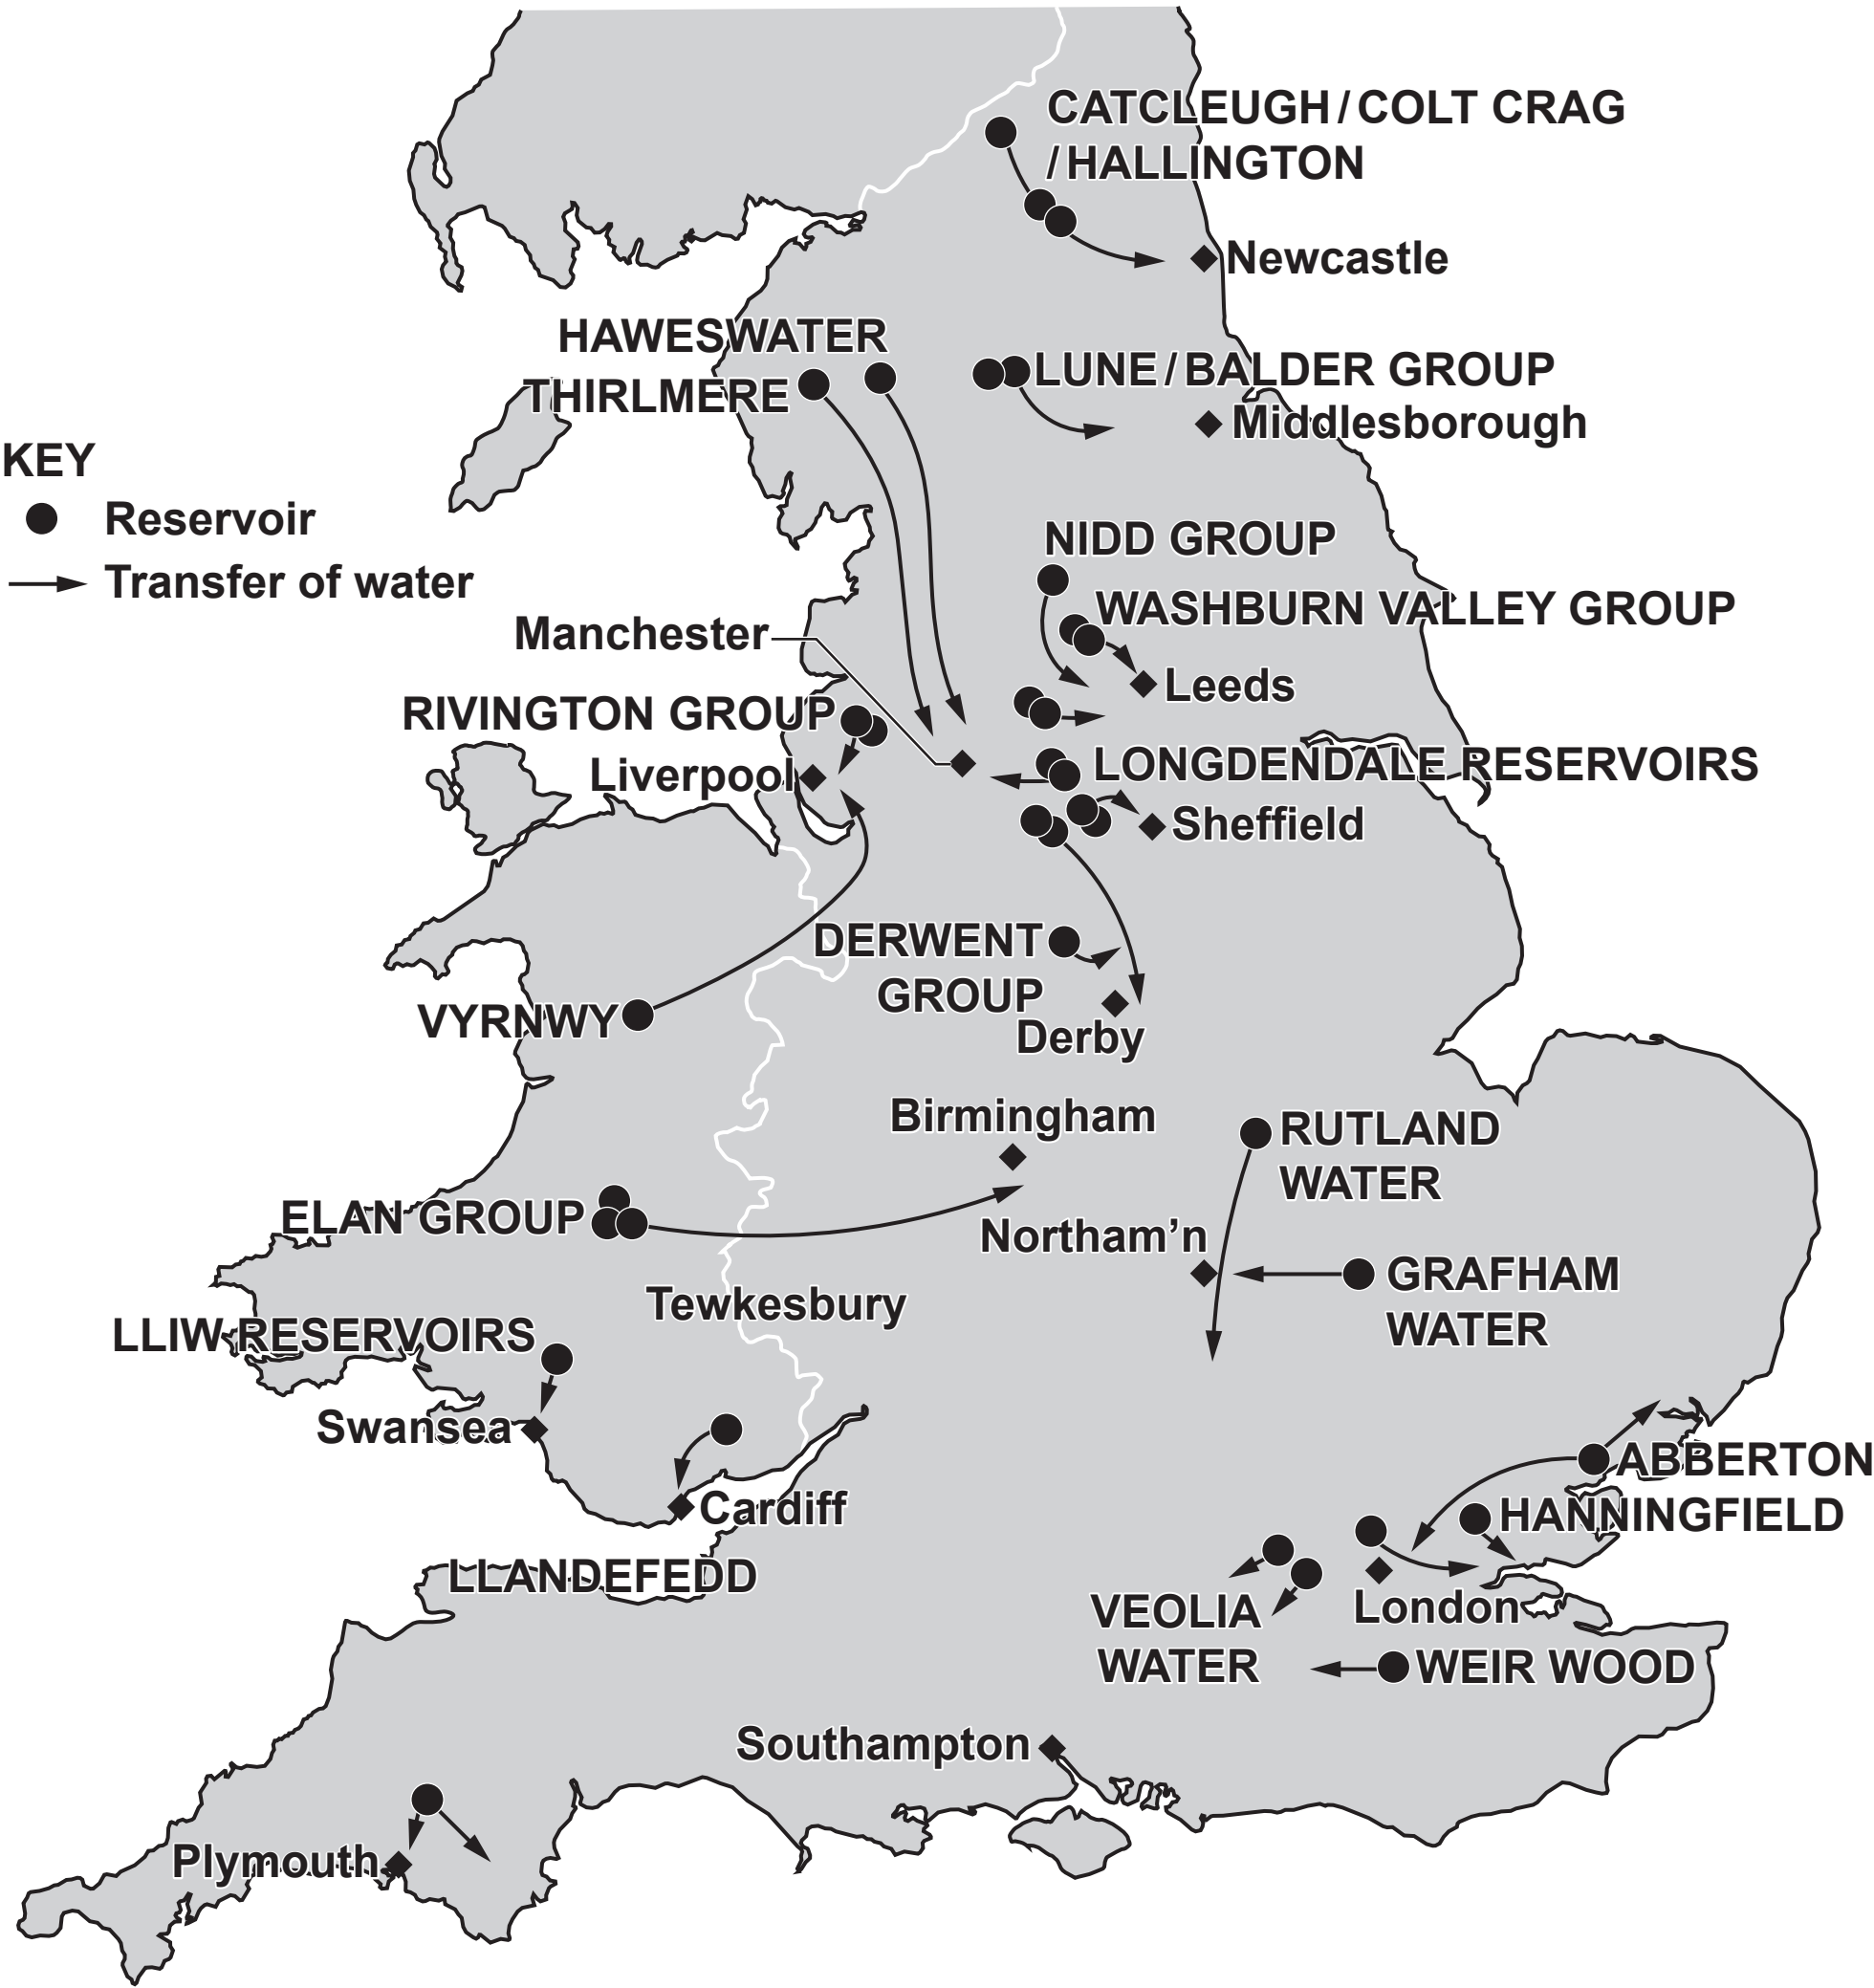 CATCLEUGH / COLT CRAG
/ HALLINGTON
Newcastle
HAWESWATER
THIRLMERE
LUNE / BALDER GROUP
Middlesborough
KEY
Reservoir
Transfer of water
NIDD GROUP
WASHBURN VALLEY GROUP
Manchester
Leeds
RIVINGTON GROUP
Liverpool
LONGDENDALE RESERVOIRS
Sheffield
DERWENT
GROUP
VYRNWY
Derby
Birmingham
RUTLAND
WATER
ELAN GROUP
Northam’n
GRAFHAM
WATER
Tewkesbury
LLIW RESERVOIRS
Swansea
ABBERTON
Cardiff
HANNINGFIELD
LLANDEFEDD
VEOLIA
WATER
London
WEIR WOOD
Southampton
Plymouth